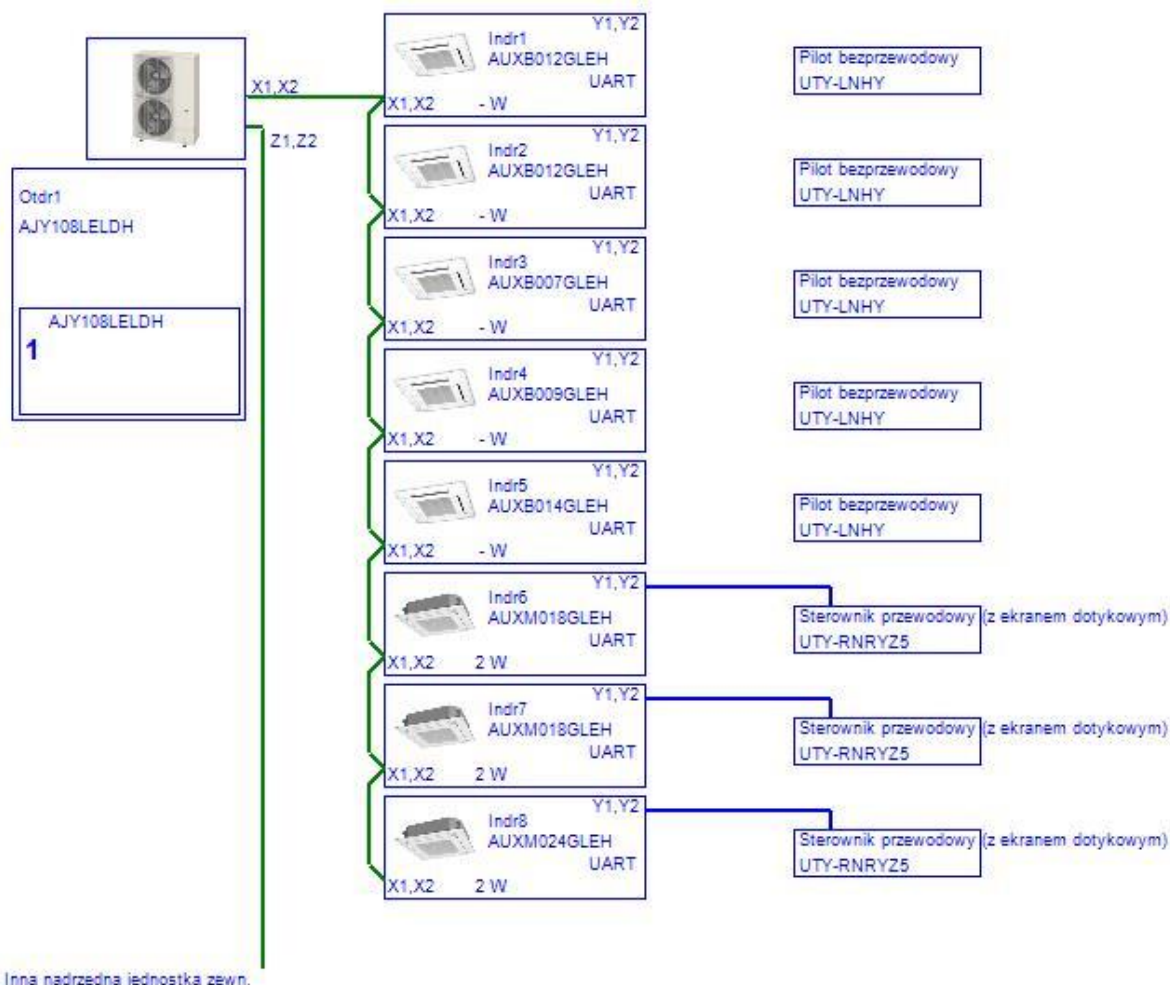 X1,X2
Z1,Z2
Otdr1
AJY108LELDH
AJY108LELDH
1
Y1,Y2
Indr1
AUXB012GLEH
UART
X1,X2 - W
Pilot bezprzewodowy
UTY-LNHY
Y1,Y2
Indr2
AUXB012GLEH
UART
X1,X2 - W
Pilot bezprzewodowy
UTY-LNHY
Y1,Y2
Indr3
AUXB007GLEH
UART
X1,X2 - W
Pilot bezprzewodowy
UTY-LNHY
Y1,Y2
Indr4
AUXB009GLEH
UART
X1,X2 - W
Pilot bezprzewodowy
UTY-LNHY
Y1,Y2
Indr5
AUXB014GLEH
UART
X1,X2 - W
Pilot bezprzewodowy
UTY-LNHY
Y1,Y2
Indr6
AUXM018GLEH
UART
X1,X2 2 W
Sterownik przewodowy (z ekranem dotykowym)
UTY-RNRYZ5
Y1,Y2
Indr7
AUXM018GLEH
UART
X1,X2 2 W
Sterownik przewodowy (z ekranem dotykowym)
UTY-RNRYZ5
Y1,Y2
Indr8
AUXM024GLEH
UART
X1,X2 2 W
Sterownik przewodowy (z ekranem dotykowym)
UTY-RNRYZ5
Inna nadrzędna jednostka zewn.